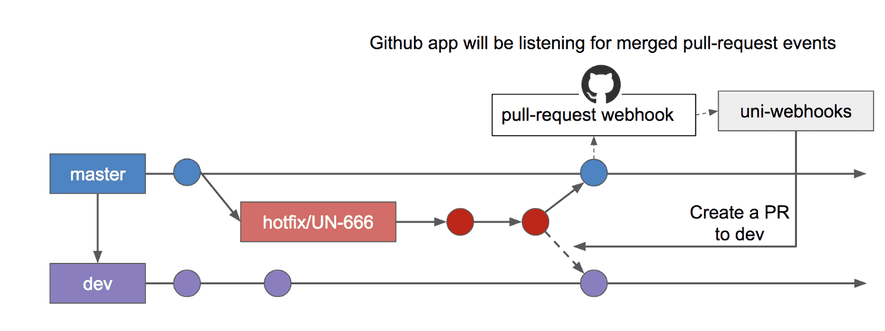 Github app will be listening for merged pull-request events
pull-request webhook
uni-webhooks
master
hotfix/UN-666
Create a PR
to dev
dev